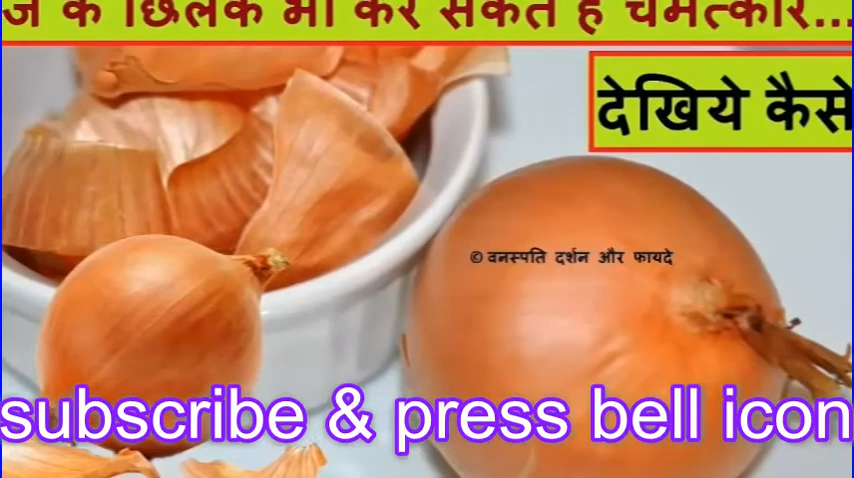 के छिलके भी कर सकते हैं चमत्कार...
देखिये कैसे
© वनस्पति दर्शन और फायदे
subscribe & press bell icon